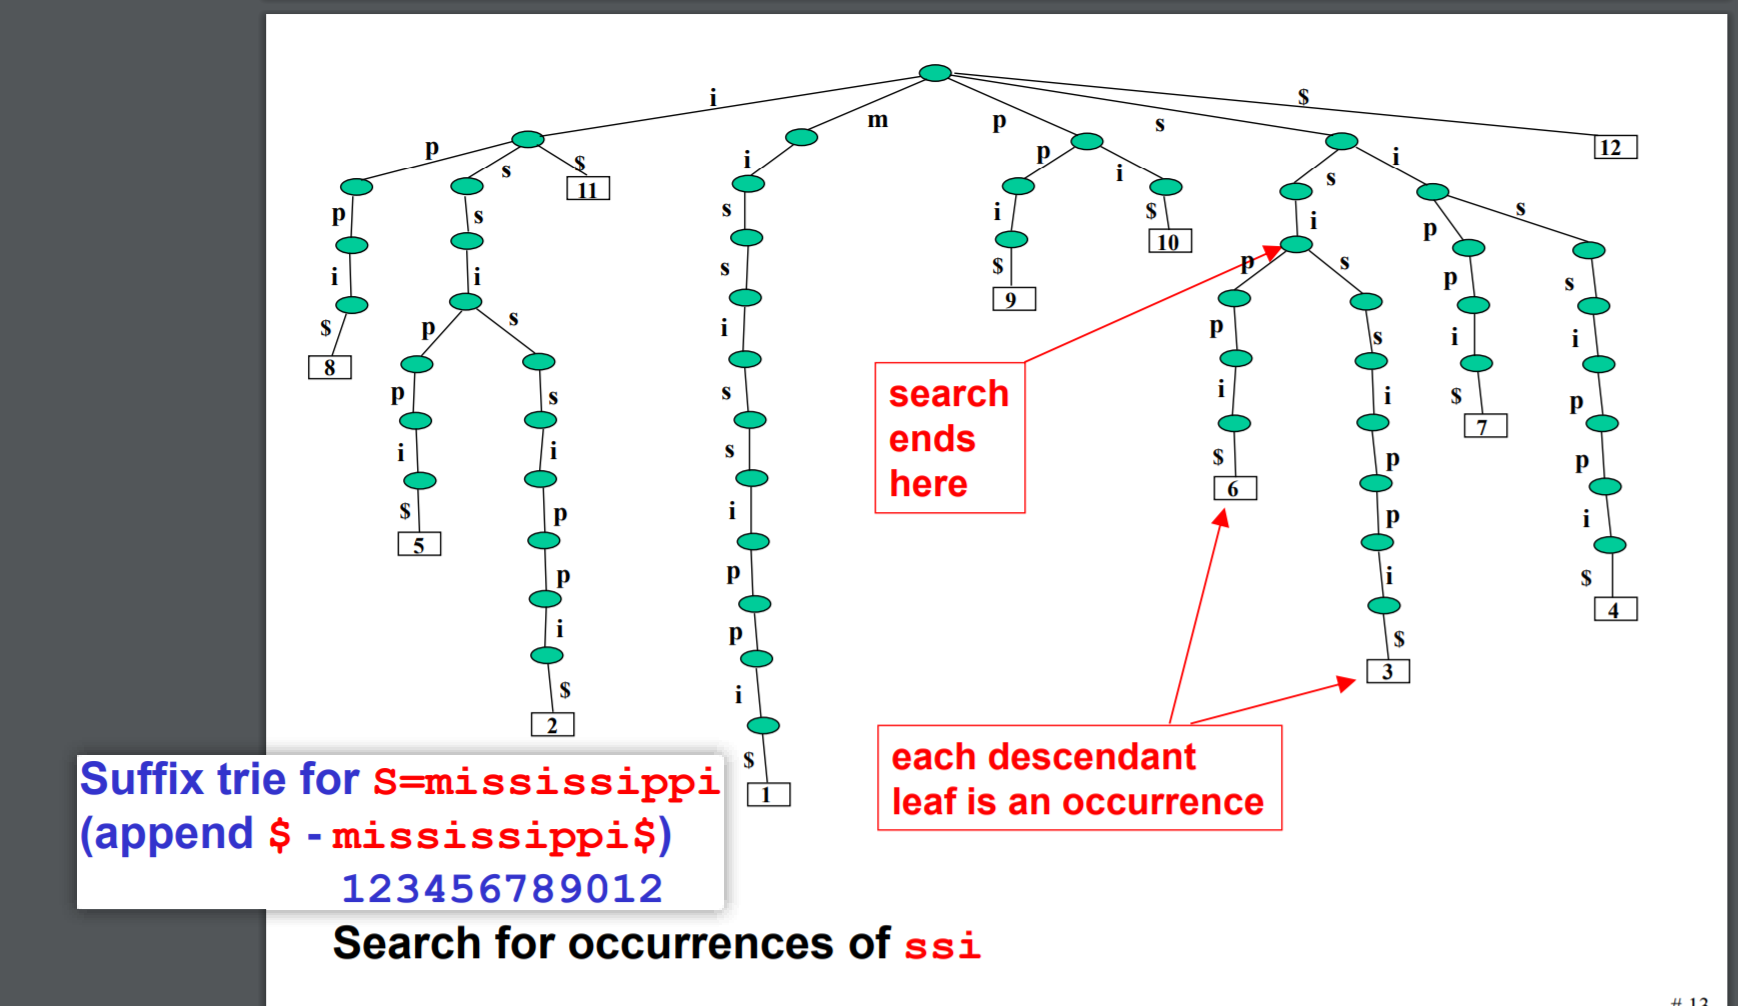 i
$
m
p
s
12
p
s
$
11
i
p
i
s
i
p
s
s
$
10
s
i
p
s
p
i
s
i
$
9
p
s
p
s
i
$
8
p
s
i
p
s
i
i
p
s
s
i
$
7
p
i
$
5
i
p
p
i
$
2
s
i
p
p
i
$
1
i
$
6
p
p
i
$
3
p
i
$
4
search
ends
here
each descendant
leaf is an occurrence
Suffix trie for S=mississippi
(append $ - mississippi$)
123456789012
Search for occurrences of ssi
# 13